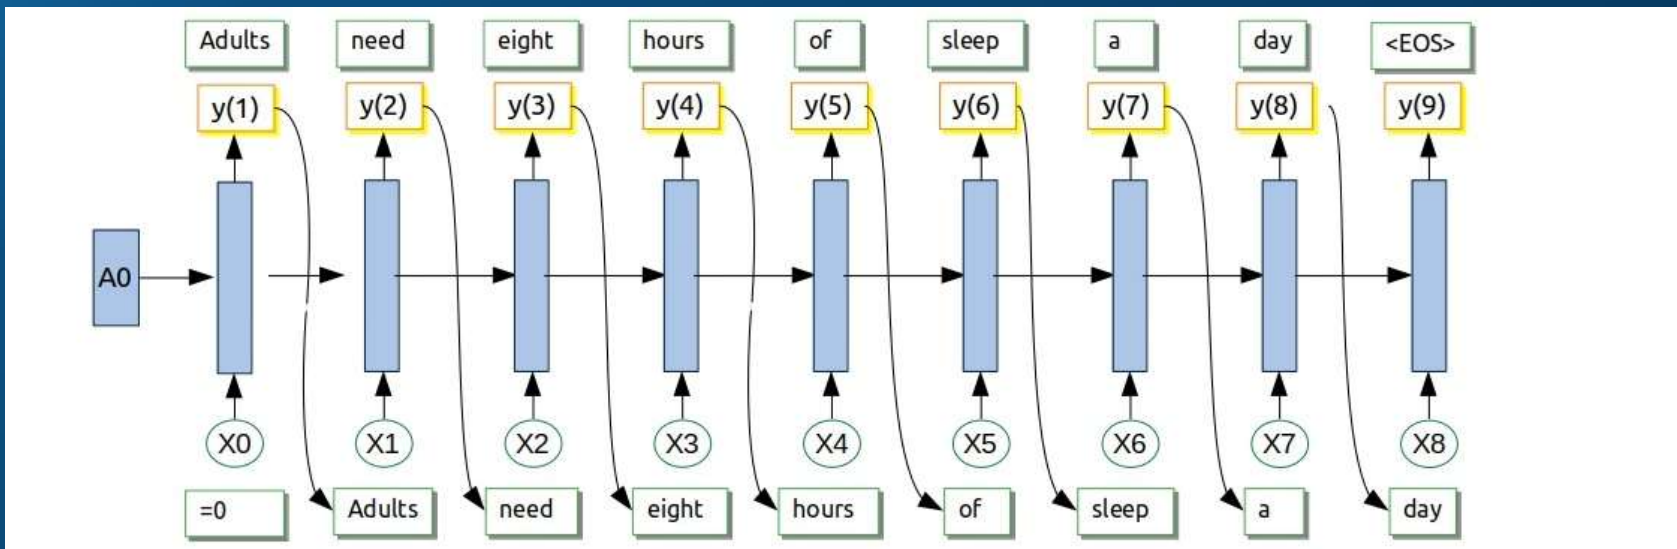 Adults need eight hours of sleep a day <EOS>
y(1) y(2) y(3) y(4) y(5) y(6) y(7) y(8) y(9)
A0
X0 X1 X2 X3 X4 X5 X6 X7 X8
=0 Adults need eight hours of sleep a day